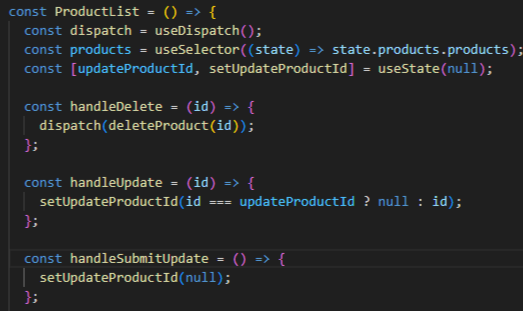 const ProductList = () => {
const dispatch = useDispatch();
const products = useSelector((state) => state.products.products);
const [updateProductId, setUpdateProductId] = useState(null);
const handleDelete = (id) => {
dispatch(deleteProduct(id));
};
const handleUpdate = (id) => {
setUpdateProductId(id === updateProductId ? null : id);
};
const handleSubmitUpdate = () => {
setUpdateProductId(null);
};